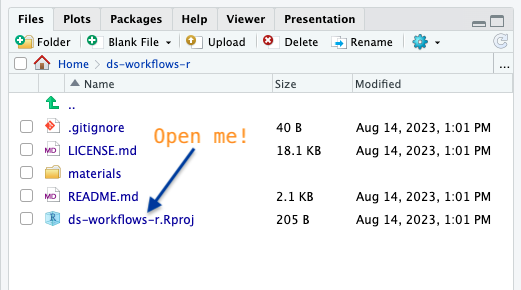 Files Plots Packages Help Viewer Presentation
Folder Blank File Upload Delete Rename
Home ds-workflows-r ...
Name Size Modified
..
.gitignore 40 B Aug 14, 2023, 1:01 PM
Open me!
MD LICENSE.md 18.1 KB Aug 14, 2023, 1:01 PM
materials
MD README.md 2.1 KB Aug 14, 2023, 1:01 PM
R ds-workflows-r.Rproj 205 B Aug 14, 2023, 1:01 PM